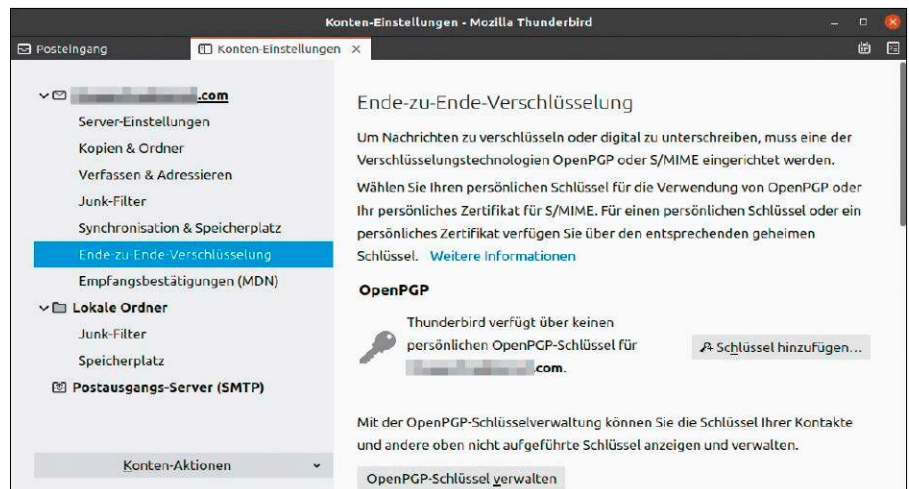 Konten-Einstellungen - Mozilla Thunderbird
Posteingang
Konten-Einstellungen
.com
Server-Einstellungen
Kopien & Ordner
Verfassen & Adressieren
Junk-Filter
Synchronisation & Speicherplatz
Ende-zu-Ende-Verschlüsselung
Empfangsbestätigungen (MDN)
Lokale Ordner
Junk-Filter
Speicherplatz
Postausgangs-Server (SMTP)
Konten-Aktionen
Ende-zu-Ende-Verschlüsselung
Um Nachrichten zu verschlüsseln oder digital zu unterschreiben, muss eine der
Verschlüsselungstechnologien OpenPGP oder S/MIME eingerichtet werden.
Wählen Sie Ihren persönlichen Schlüssel für die Verwendung von OpenPGP oder
Ihr persönliches Zertifikat für S/MIME. Für einen persönlichen Schlüssel oder ein
persönliches Zertifikat verfügen Sie über den entsprechenden geheimen
Schlüssel. Weitere Informationen
OpenPGP
Thunderbird verfügt über keinen
persönlichen OpenPGP-Schlüssel für
.com.
Schlüssel hinzufügen...
Mit der OpenPGP-Schlüsselverwaltung können Sie die Schlüssel Ihrer Kontakte
und andere oben nicht aufgeführte Schlüssel anzeigen und verwalten.
OpenPGP-Schlüssel verwalten